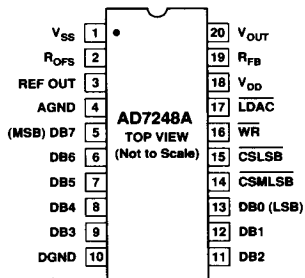 VSS 1 20 VOUT
ROFS 2 19 RFB
REF OUT 3 18 VDD
AGND 4 AD7248A 17 LDAC
(MSB) DB7 5 TOP VIEW 16 WR
DB6 6 (Not to Scale) 15 CSLSB
DB5 7 14 CSMLSB
DB4 8 13 DB0 (LSB)
DB3 9 12 DB1
DGND 10 11 DB2